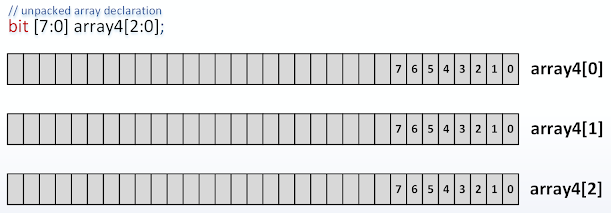 // unpacked array declaration
bit [7:0] array4[2:0];
7 6 5 4 3 2 1 0 array4[0]
7 6 5 4 3 2 1 0 array4[1]
7 6 5 4 3 2 1 0 array4[2]